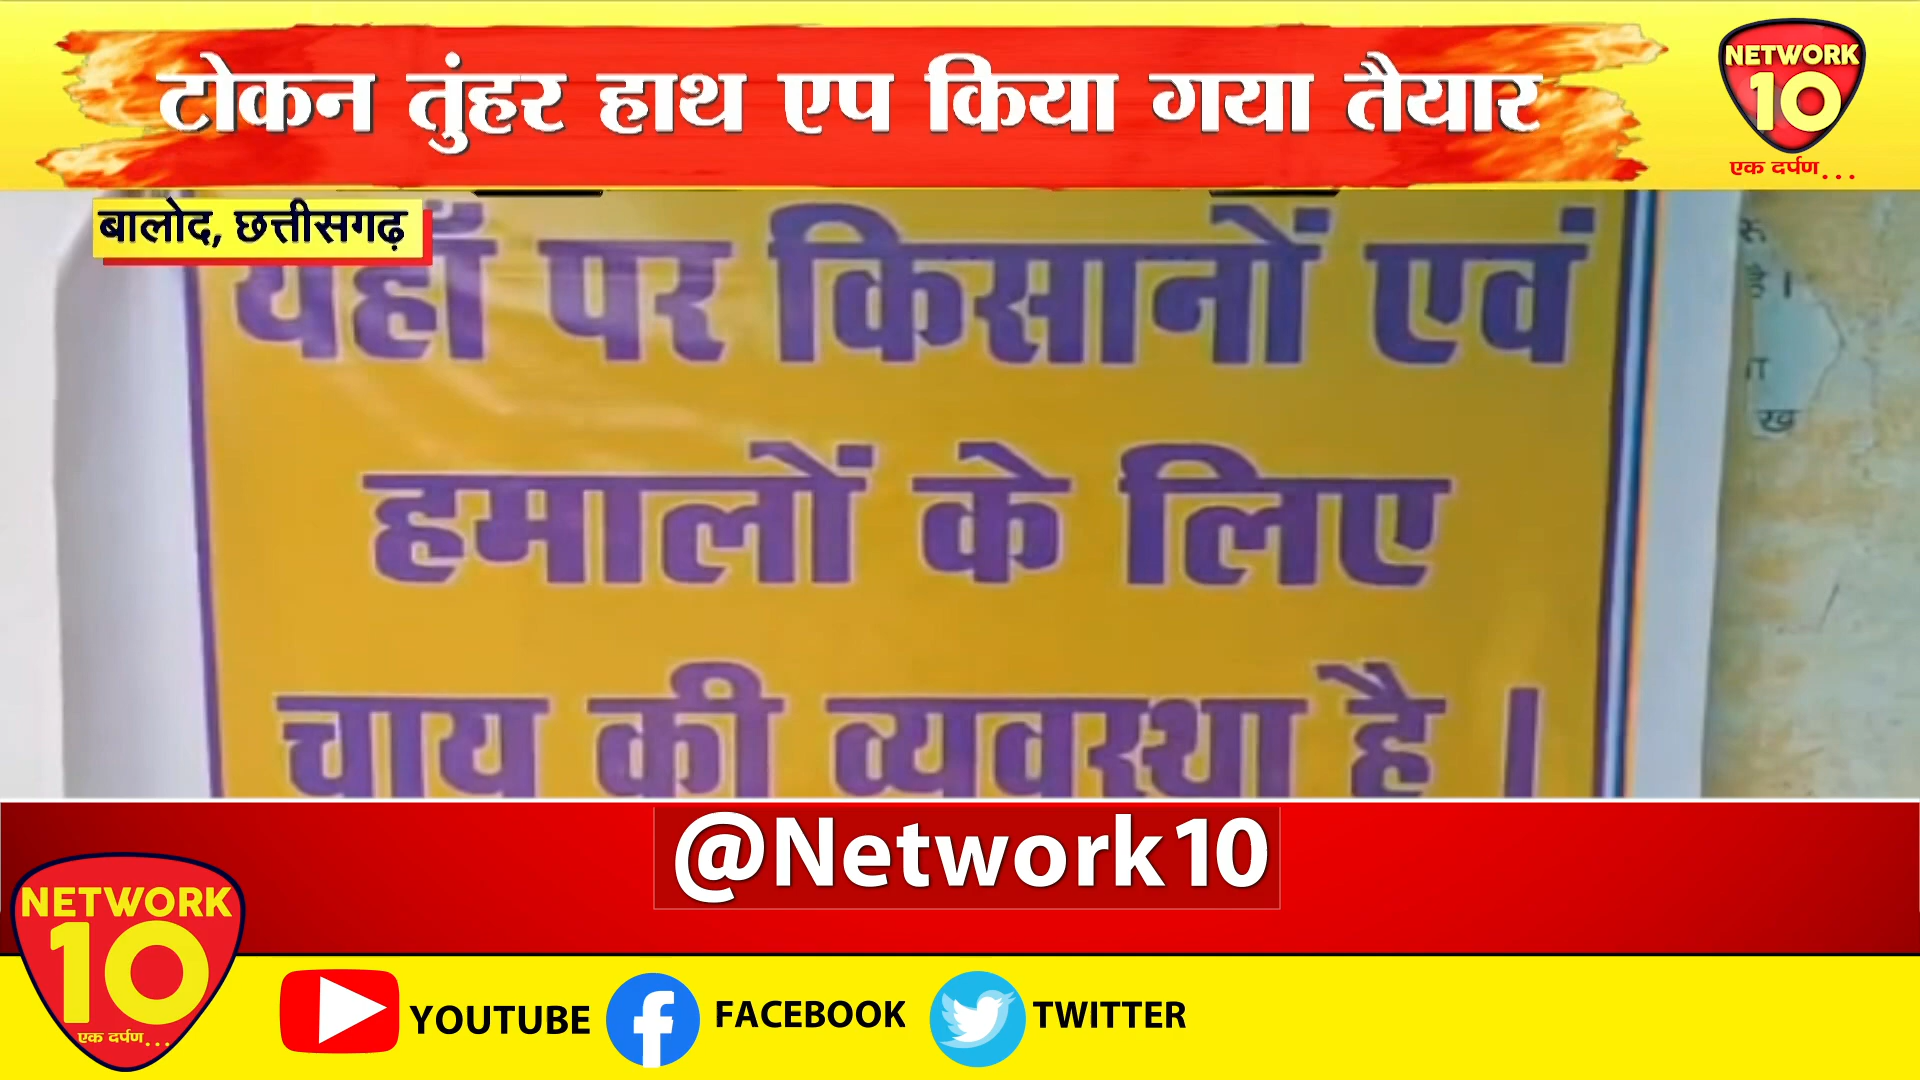 टोकन तुंहर हाथ एप किया गया तैयार
NETWORK
10
एक दर्पण...
बालोद, छत्तीसगढ़
यहाँ पर किसानों एवं
हमालों के लिए
चाय की व्यवस्था है ।
रू
है ।
ख
@Network10
NETWORK
10
एक दर्पण...
YOUTUBE
FACEBOOK
TWITTER